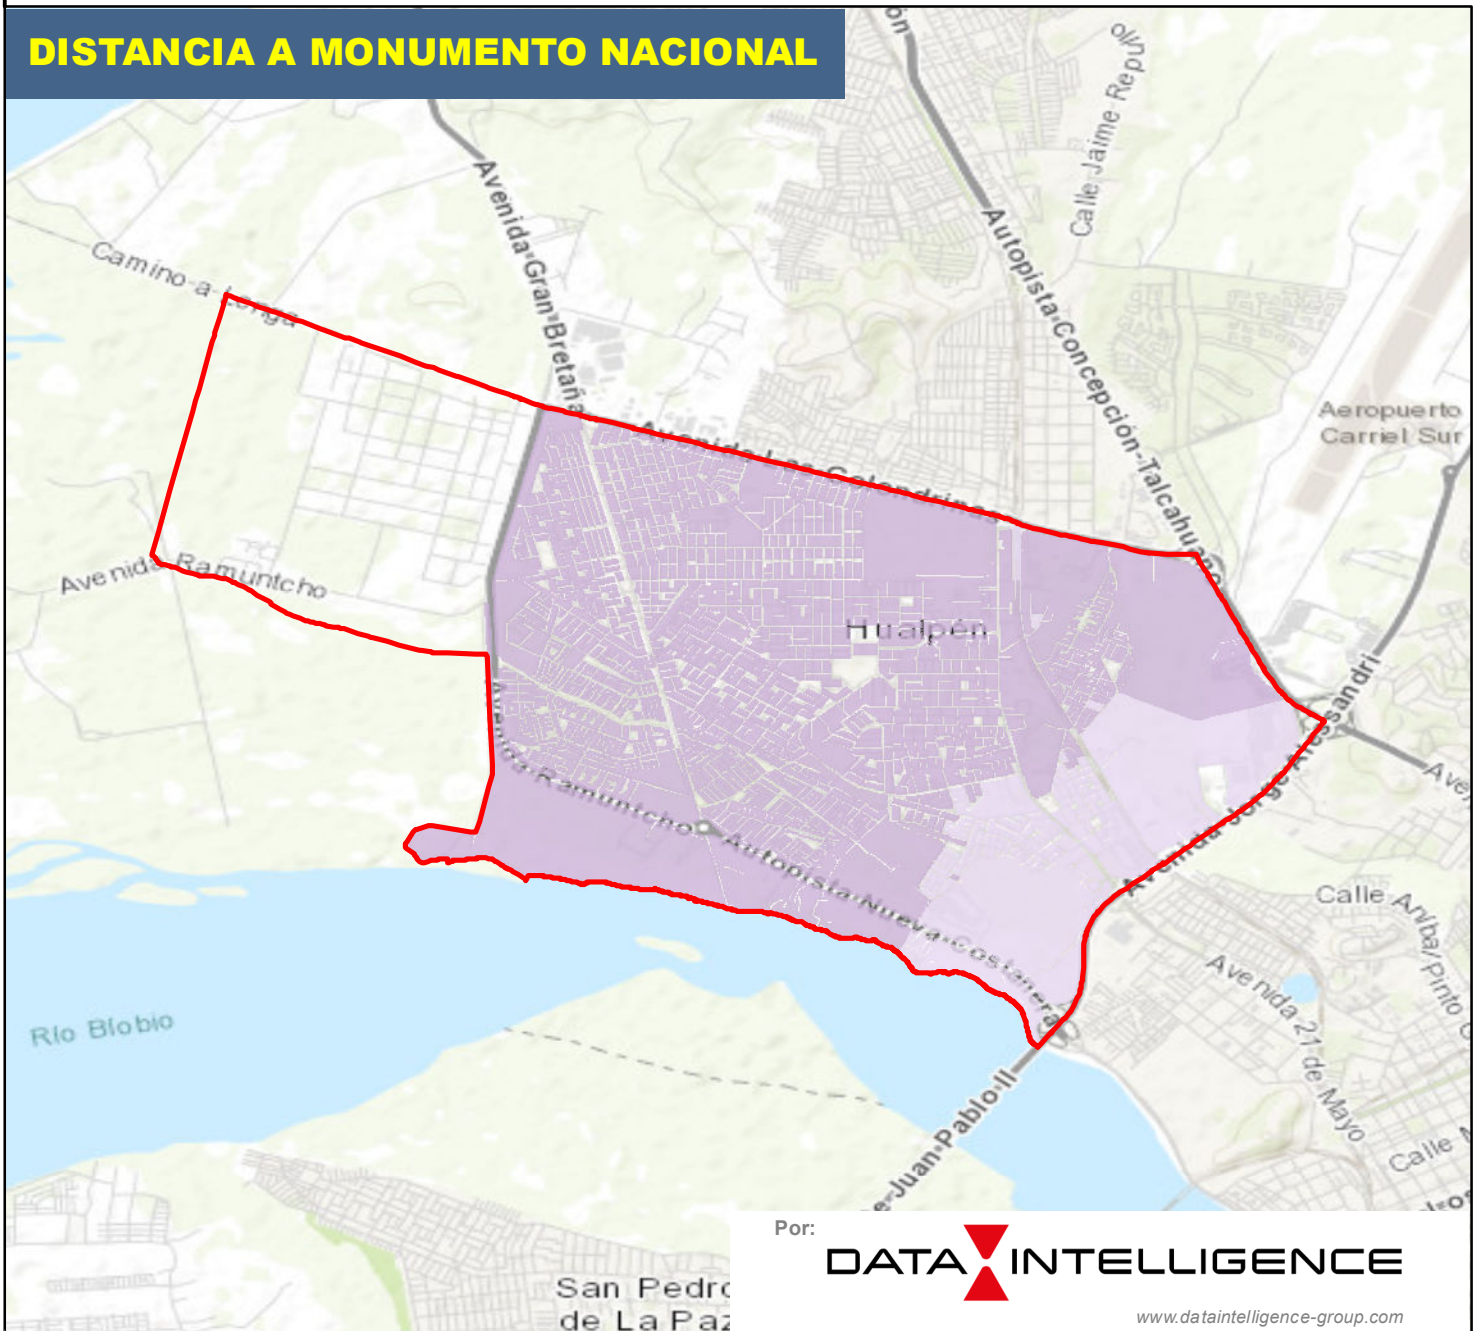 DISTANCIA A MONUMENTO NACIONAL
Calle Jaime Repullo
Avenida Gran Bretaña
Autopista Concepción-Talcahuano
Camino a Lenga
Aeropuerto
Carriel Sur
Avenida Las Golondrinas
Avenida Ramuntcho
Hualpén
Avenida Jorge Alessandri
Avenida Ramuntcho
Autopista Nueva Costanera
Calle Aníbal Pinto
Avenida 21 de Mayo
Río Biobio
Juan Pablo II
Calle
San Pedro
de La Paz
Por:
DATA INTELLIGENCE
www.dataintelligence-group.com